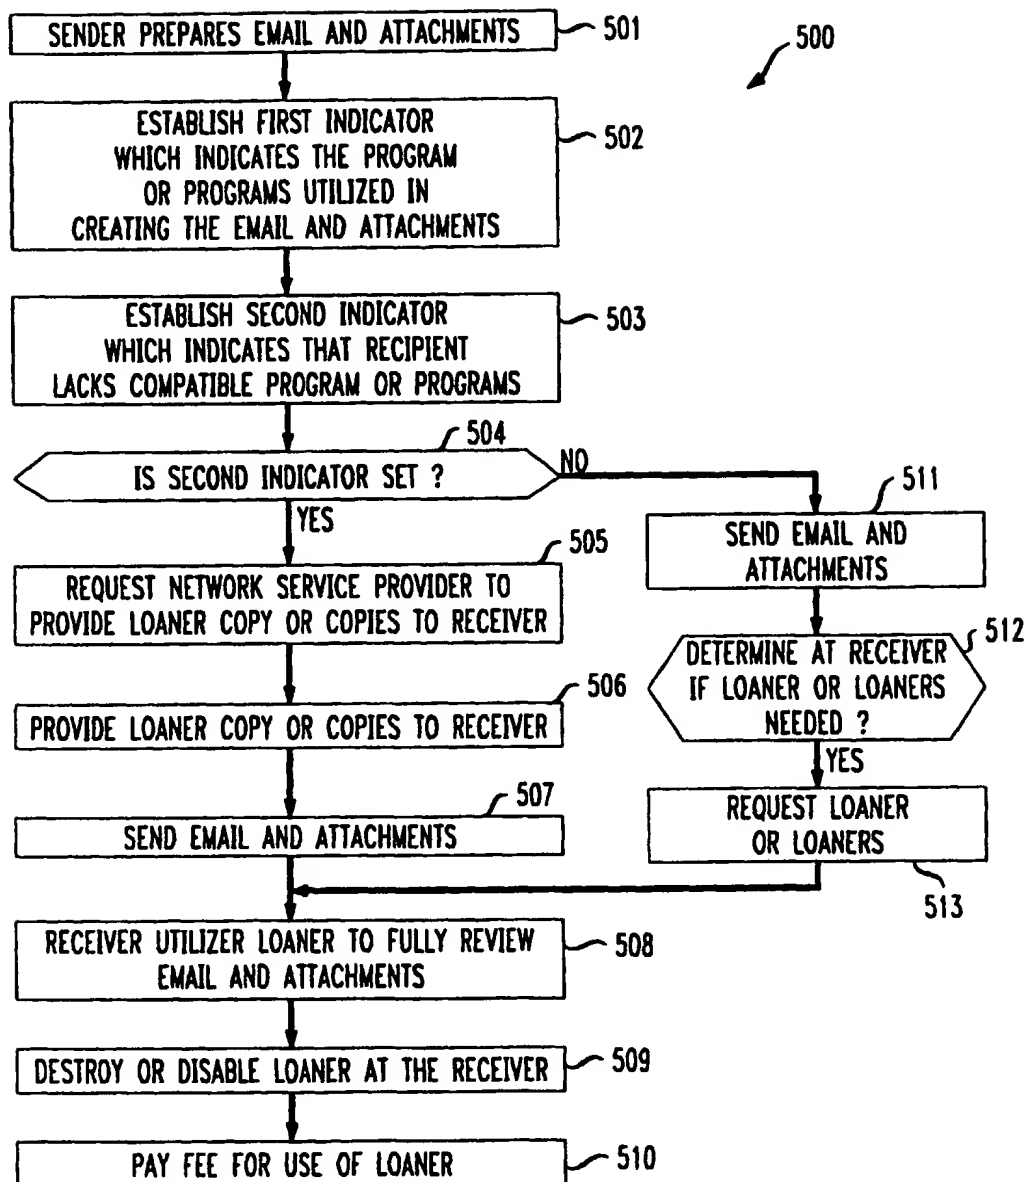 SENDER PREPARES EMAIL AND ATTACHMENTS
501
500
ESTABLISH FIRST INDICATOR
WHICH INDICATES THE PROGRAM
OR PROGRAMS UTILIZED IN
CREATING THE EMAIL AND ATTACHMENTS
502
ESTABLISH SECOND INDICATOR
WHICH INDICATES THAT RECIPIENT
LACKS COMPATIBLE PROGRAM OR PROGRAMS
503
504
IS SECOND INDICATOR SET ?
NO
YES
511
SEND EMAIL AND
ATTACHMENTS
505
REQUEST NETWORK SERVICE PROVIDER TO
PROVIDE LOANER COPY OR COPIES TO RECEIVER
512
DETERMINE AT RECEIVER
IF LOANER OR LOANERS
NEEDED ?
YES
506
PROVIDE LOANER COPY OR COPIES TO RECEIVER
REQUEST LOANER
OR LOANERS
513
507
SEND EMAIL AND ATTACHMENTS
RECEIVER UTILIZER LOANER TO FULLY REVIEW
EMAIL AND ATTACHMENTS
508
DESTROY OR DISABLE LOANER AT THE RECEIVER
509
PAY FEE FOR USE OF LOANER
510